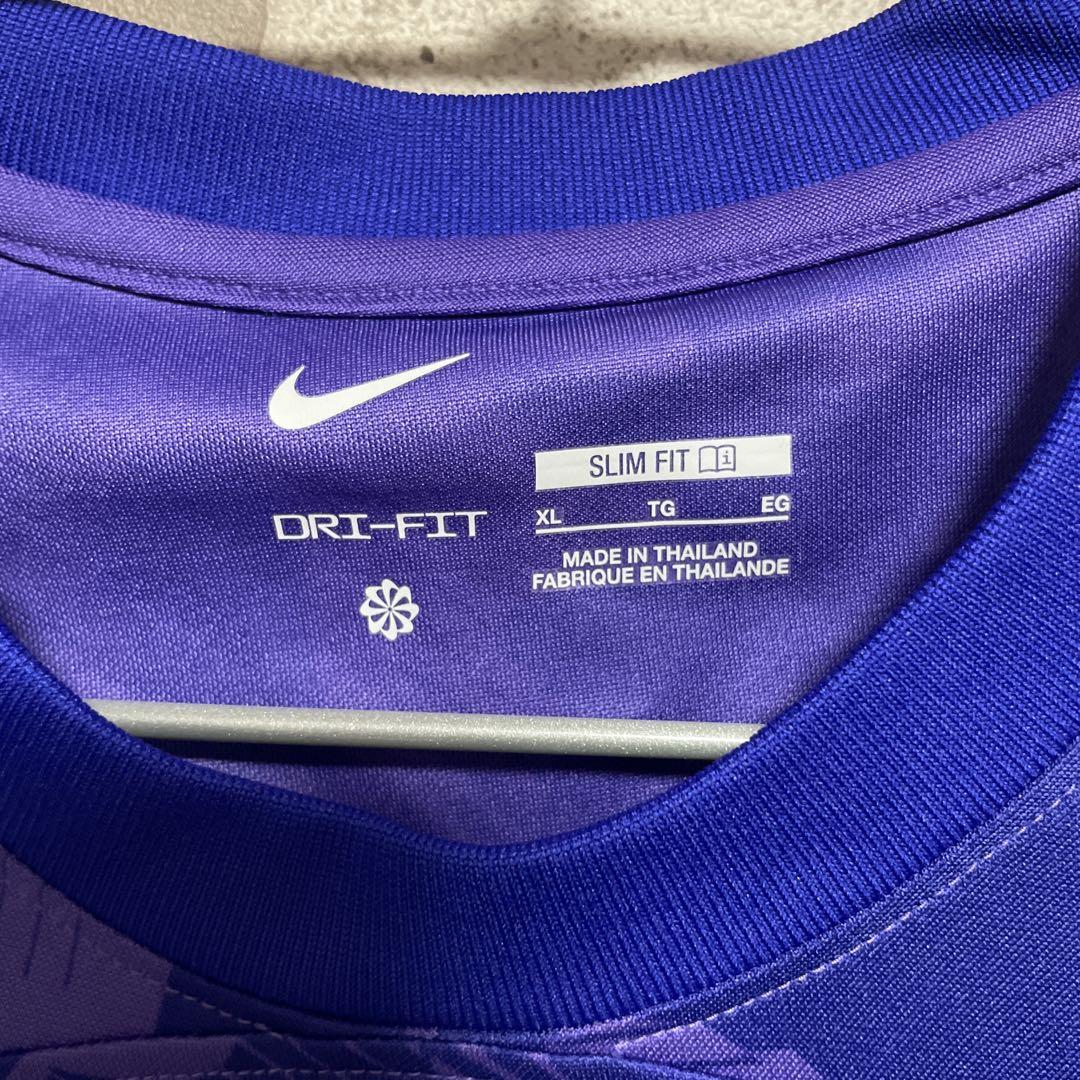 SLIM FIT
DRI-FIT
XL TG EG
MADE IN THAILAND
FABRIQUE EN THAILANDE